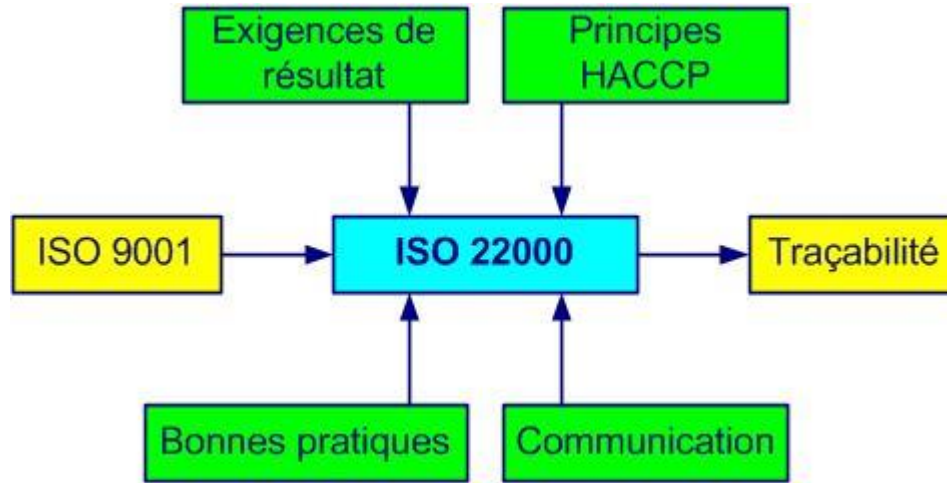 Exigences de
résultat
Principes
HACCP
ISO 9001
ISO 22000
Traçabilité
Bonnes pratiques
Communication